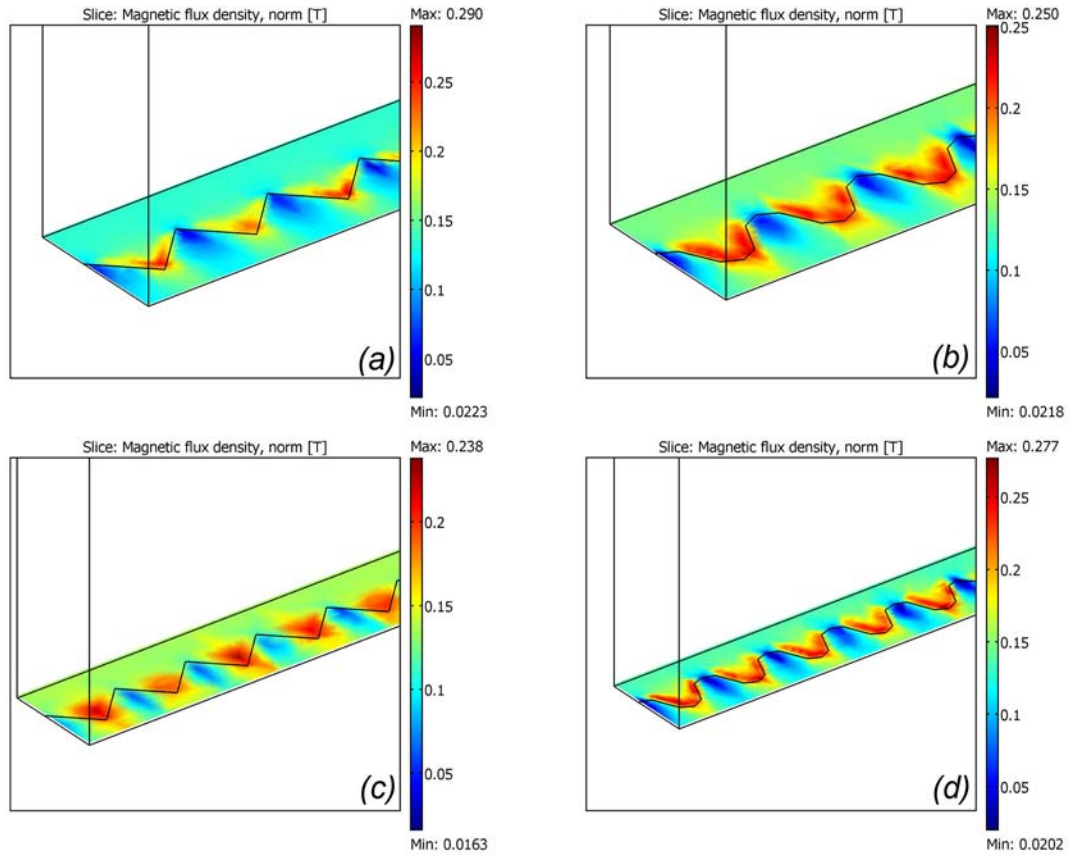 Slice: Magnetic flux density, norm [T]
Max: 0.290
0.25
0.2
0.15
0.1
0.05
Min: 0.0223
(a)
Slice: Magnetic flux density, norm [T]
Max: 0.250
0.25
0.2
0.15
0.1
0.05
Min: 0.0218
(b)
Slice: Magnetic flux density, norm [T]
Max: 0.238
0.2
0.15
0.1
0.05
Min: 0.0163
(c)
Slice: Magnetic flux density, norm [T]
Max: 0.277
0.25
0.2
0.15
0.1
0.05
Min: 0.0202
(d)